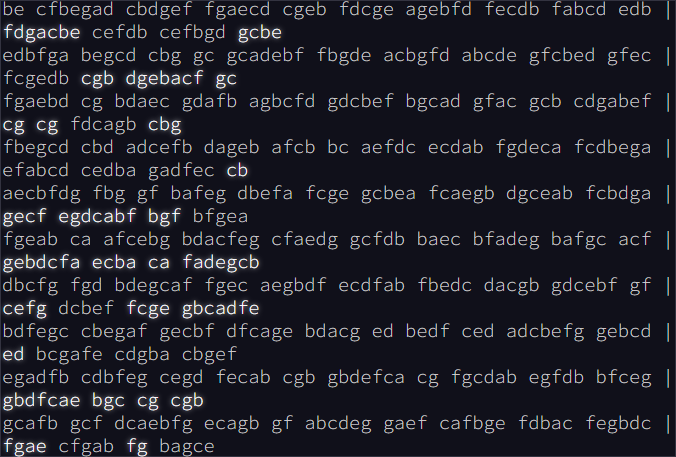 be cfbegad cbdgef fgaecd cgeb fdcge agebfd fecdb fabcd edb |
fdgacbe cefdb cefbgd gcbe
edbfga begcd cbg gc gcadebf fbgde acbgfd abcde gfcbed gfec |
fcgedb cgb dgebacf gc
fgaebd cg bdaec gdafb agbcfd gdcbef bgcad gfac gcb cdgabef |
cg cg fdcagb cbg
fbegcd cbd adcefb dageb afcb bc aefdc ecdab fgdeca fcdbega |
efabcd cedba gadfec cb
aecbfdg fbg gf bafeg dbefa fcge gcbea fcaegb dgceab fcbdga |
gecf egdcabf bgf bfgea
fgeab ca afcebg bdacfeg cfaedg gcfdb baec bfadeg bafgc acf |
gebdcfa ecba ca fadegcb
dbcfg fgd bdegcaf fgec aegbdf ecdfab fbedc dacgb gdcebf gf |
cefg dcbef fcge gbcadfe
bdfegc cbegaf gecbf dfcage bdacg ed bedf ced adcbefg gebcd |
ed bcgafe cdgba cbgef
egadfb cdbfeg cegd fecab cgb gbdefca cg fgcdab egfdb bfceg |
gbdfcae bgc cg cgb
gcafb gcf dcaebfg ecagb gf abcdeg gaef cafbge fdbac fegbdc |
fgae cfgab fg bagce